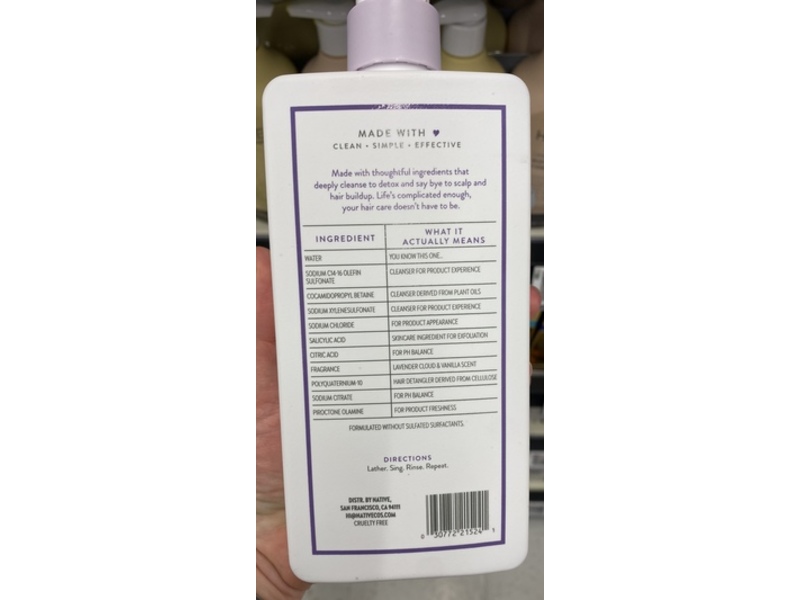 MADE WITH ♥
CLEAN • SIMPLE • EFFECTIVE
Made with thoughtful ingredients that
deeply cleanse to detox and say bye to scalp and
hair buildup. Life's complicated enough,
your hair care doesn't have to be.
INGREDIENT
WHAT IT
ACTUALLY MEANS
WATER YOU KNOW THIS ONE...
SODIUM C14-16 OLEFIN CLEANSER FOR PRODUCT EXPERIENCE
SULFONATE
COCAMIDOPROPYL BETAINE CLEANSER DERIVED FROM PLANT OILS
SODIUM XYLENESULFONATE CLEANSER FOR PRODUCT EXPERIENCE
SODIUM CHLORIDE FOR PRODUCT APPEARANCE
SALICYLIC ACID SKINCARE INGREDIENT FOR EXFOLIATION
CITRIC ACID FOR PH BALANCE
FRAGRANCE LAVENDER CLOUD & VANILLA SCENT
POLYQUATERNIUM-10 HAIR DETANGLER DERIVED FROM CELLULOSE
SODIUM CITRATE FOR PH BALANCE
PIROCTONE OLAMINE FOR PRODUCT FRESHNESS
FORMULATED WITHOUT SULFATED SURFACTANTS.
DIRECTIONS
Lather. Sing. Rinse. Repeat.
DISTR. BY NATIVE,
SAN FRANCISCO, CA 94111
HI@NATIVECOS.COM
CRUELTY FREE
0 30772 21524 1